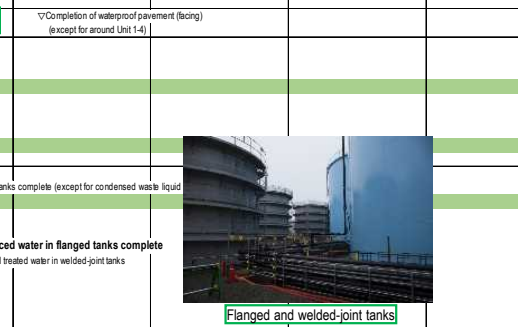 ▽Completion of waterproof pavement (facing)
(except for around Unit 1-4)
anks complete (except for condensed waste liquid
ced water in flanged tanks complete
treated water in welded-joint tanks
Flanged and welded-joint tanks